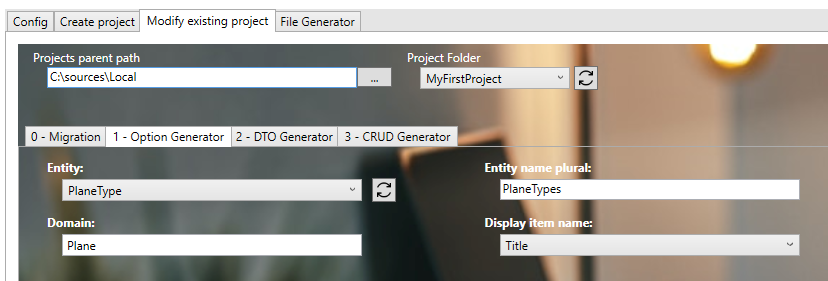 Config Create project Modify existing project File Generator
Projects parent path Project Folder
C:\sources\Local ... MyFirstProject
0 - Migration 1 - Option Generator 2 - DTO Generator 3 - CRUD Generator
Entity: Entity name plural:
PlaneType PlaneTypes
Domain: Display item name:
Plane Title